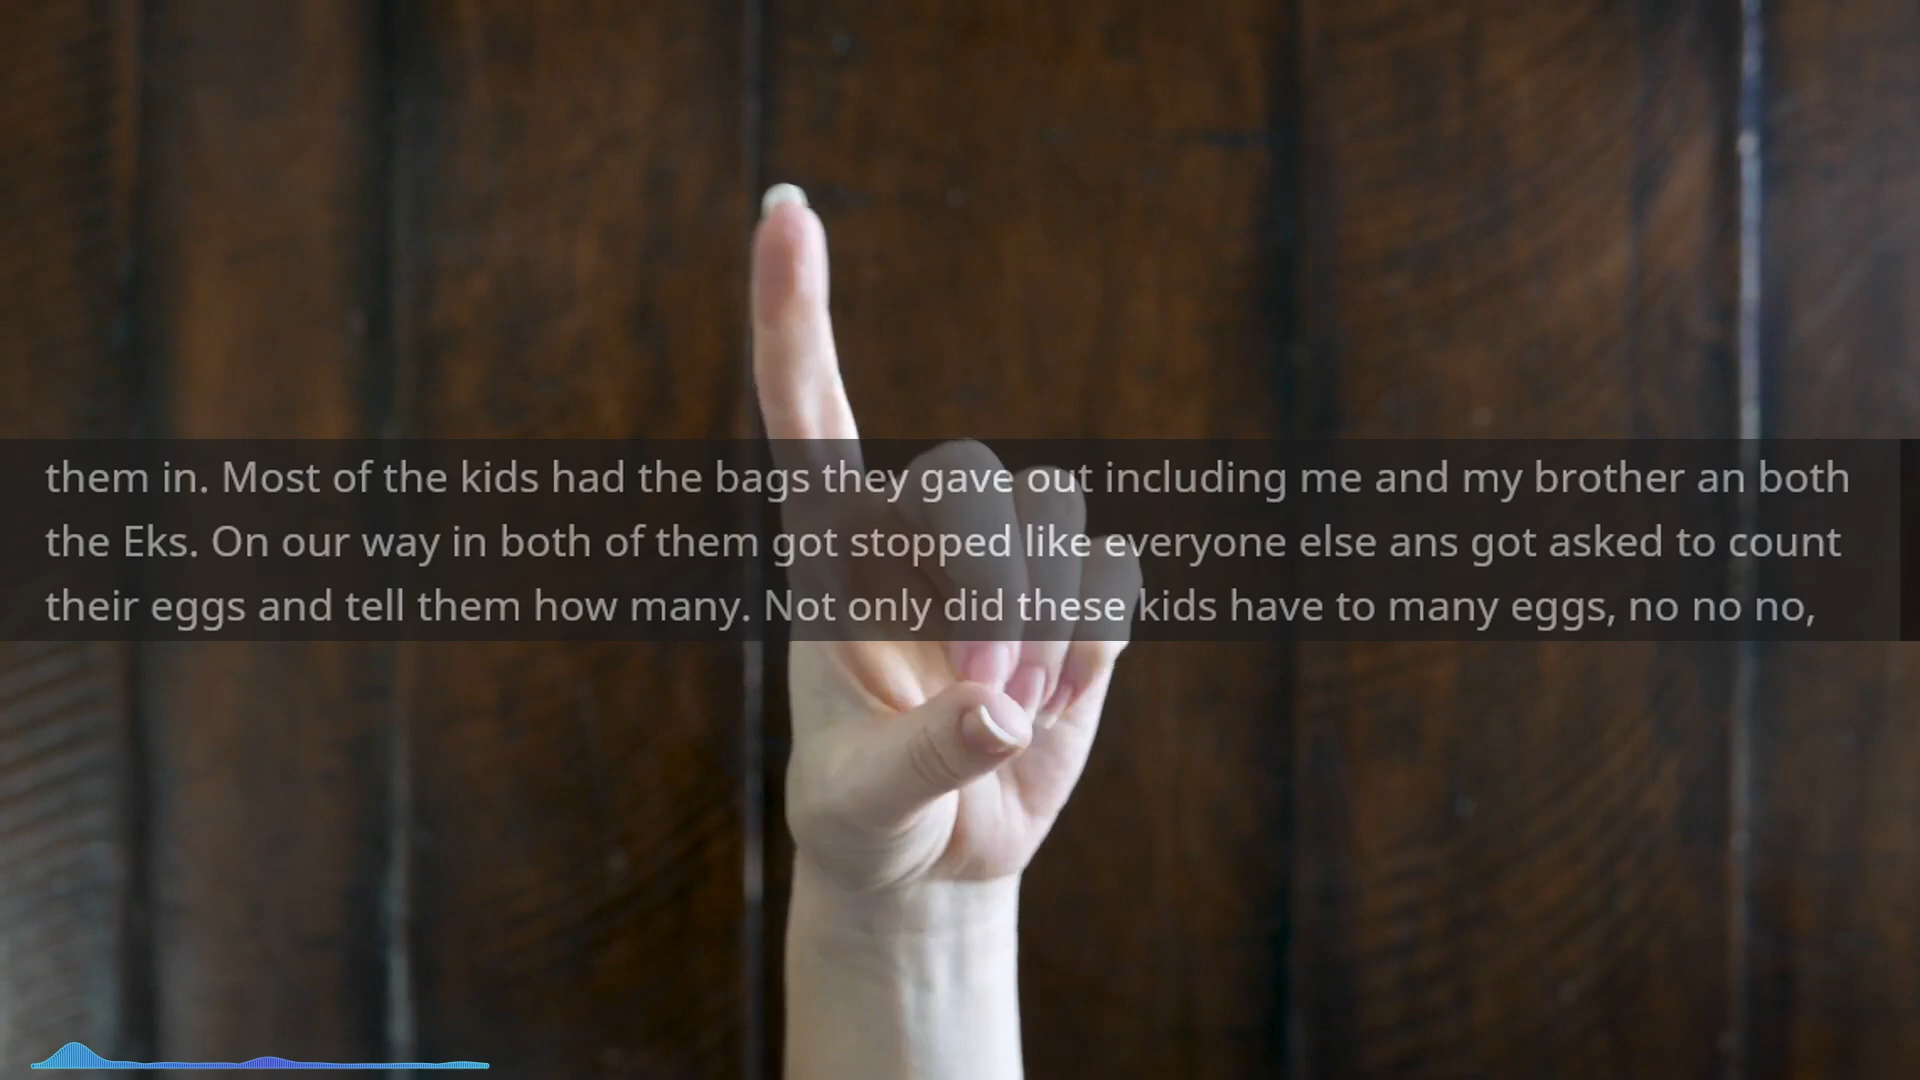 them in. Most of the kids had the bags they gave out including me and my brother an both
the Eks. On our way in both of them got stopped like everyone else ans got asked to count
their eggs and tell them how many. Not only did these kids have to many eggs, no no no,